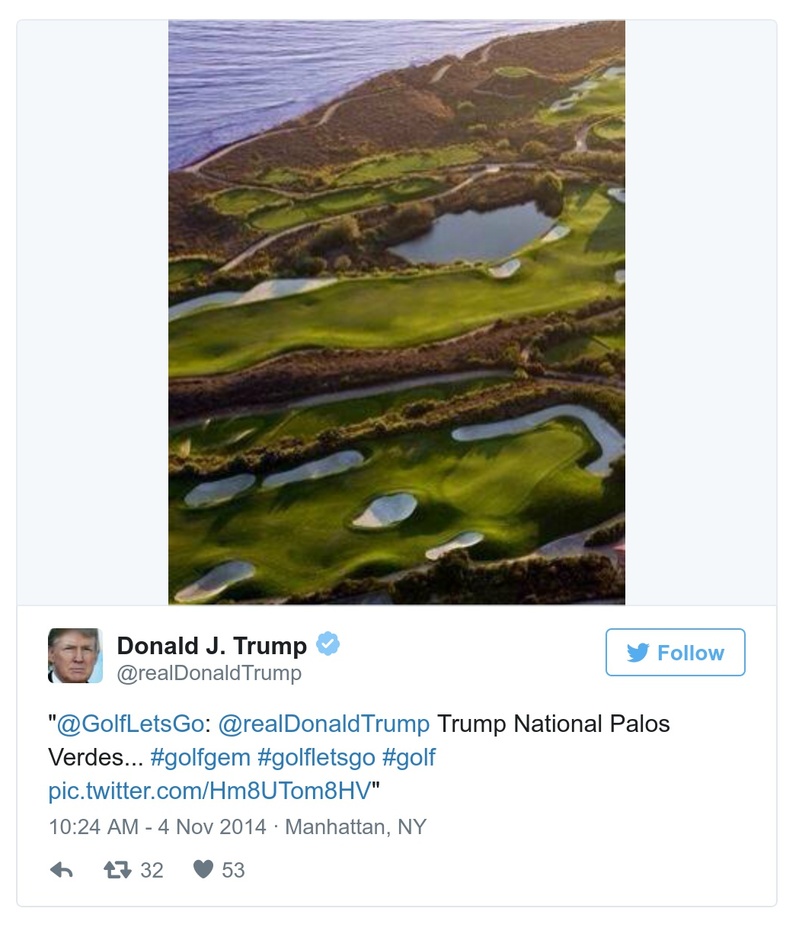 Donald J. Trump
@realDonaldTrump
Follow
"@GolfLetsGo: @realDonaldTrump Trump National Palos
Verdes... #golfgem #golfletsgo #golf
pic.twitter.com/Hm8UTom8HV"
10:24 AM - 4 Nov 2014 · Manhattan, NY
32 53